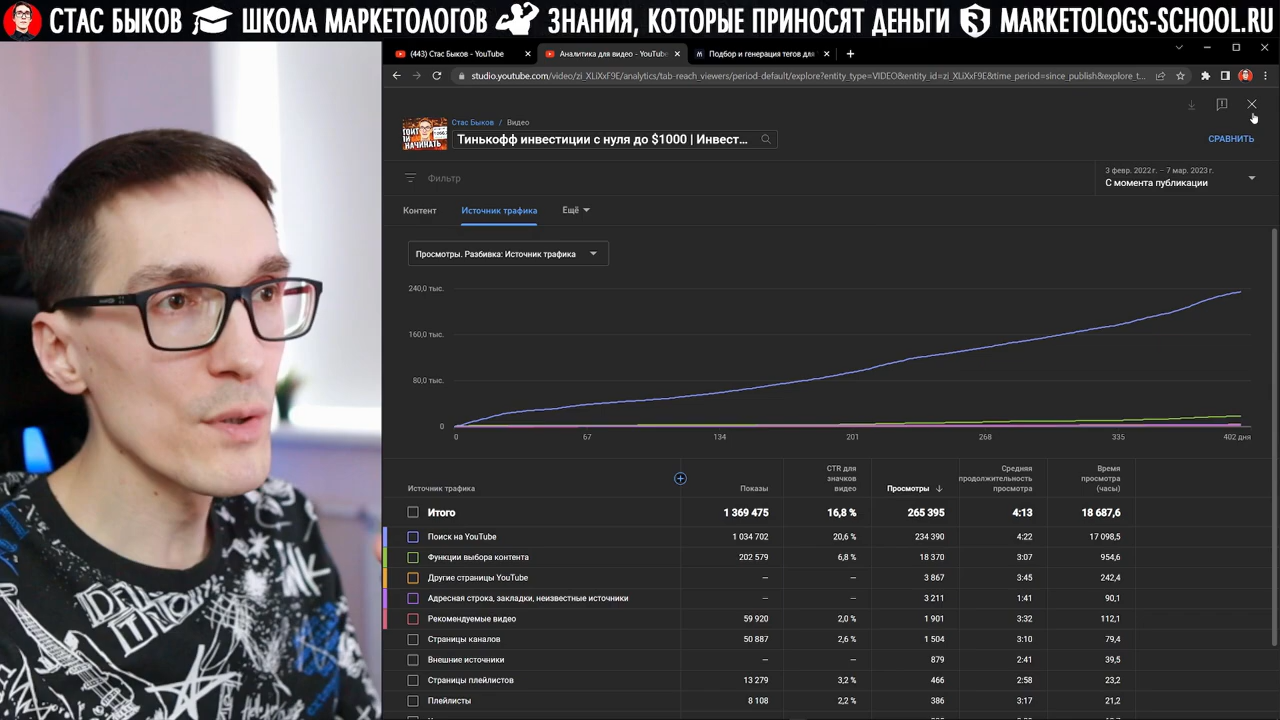 СТАС БЫКОВ ШКОЛА МАРКЕТОЛОГОВ ЗНАНИЯ, КОТОРЫЕ ПРИНОСЯТ ДЕНЬГИ MARKETOLOGS-SCHOOL.RU
(443) Стас Быков - YouTube
Аналитика для видео - YouTube
Подбор и генерация тегов для
studio.youtube.com/video/zi_XLiXxF9E/analytics/tab-reach_viewers/period-default/explore?entity_type=VIDEO&entity_id=zi_XLiXxF9E&time_period=since_publish&explore_t...
Стас Быков / Видео
Тинькофф инвестиции с нуля до $1000 | Инвест...
СРАВНИТЬ
Фильтр
3 февр. 2022 г. – 7 мар. 2023 г.
С момента публикации
Контент Источник трафика Ещё
Просмотры. Разбивка: Источник трафика
240,0 тыс.
160,0 тыс.
80,0 тыс.
0
0 67 134 201 268 335 402 дня
Источник трафика Показы CTR для значков видео Просмотры Средняя продолжительность просмотра Время просмотра (часы)
Итого 1 369 475 16,8 % 265 395 4:13 18 687,6
Поиск на YouTube 1 034 702 20,6 % 234 390 4:22 17 098,5
Функции выбора контента 202 579 6,8 % 18 370 3:07 954,6
Другие страницы YouTube — — 3 867 3:45 242,4
Адресная строка, закладки, неизвестные источники — — 3 211 1:41 90,1
Рекомендуемые видео 59 920 2,0 % 1 901 3:32 112,1
Страницы каналов 50 887 2,6 % 1 504 3:10 79,4
Внешние источники — — 879 2:41 39,5
Страницы плейлистов 13 279 3,2 % 466 2:58 23,2
Плейлисты 8 108 2,2 % 386 3:17 21,2